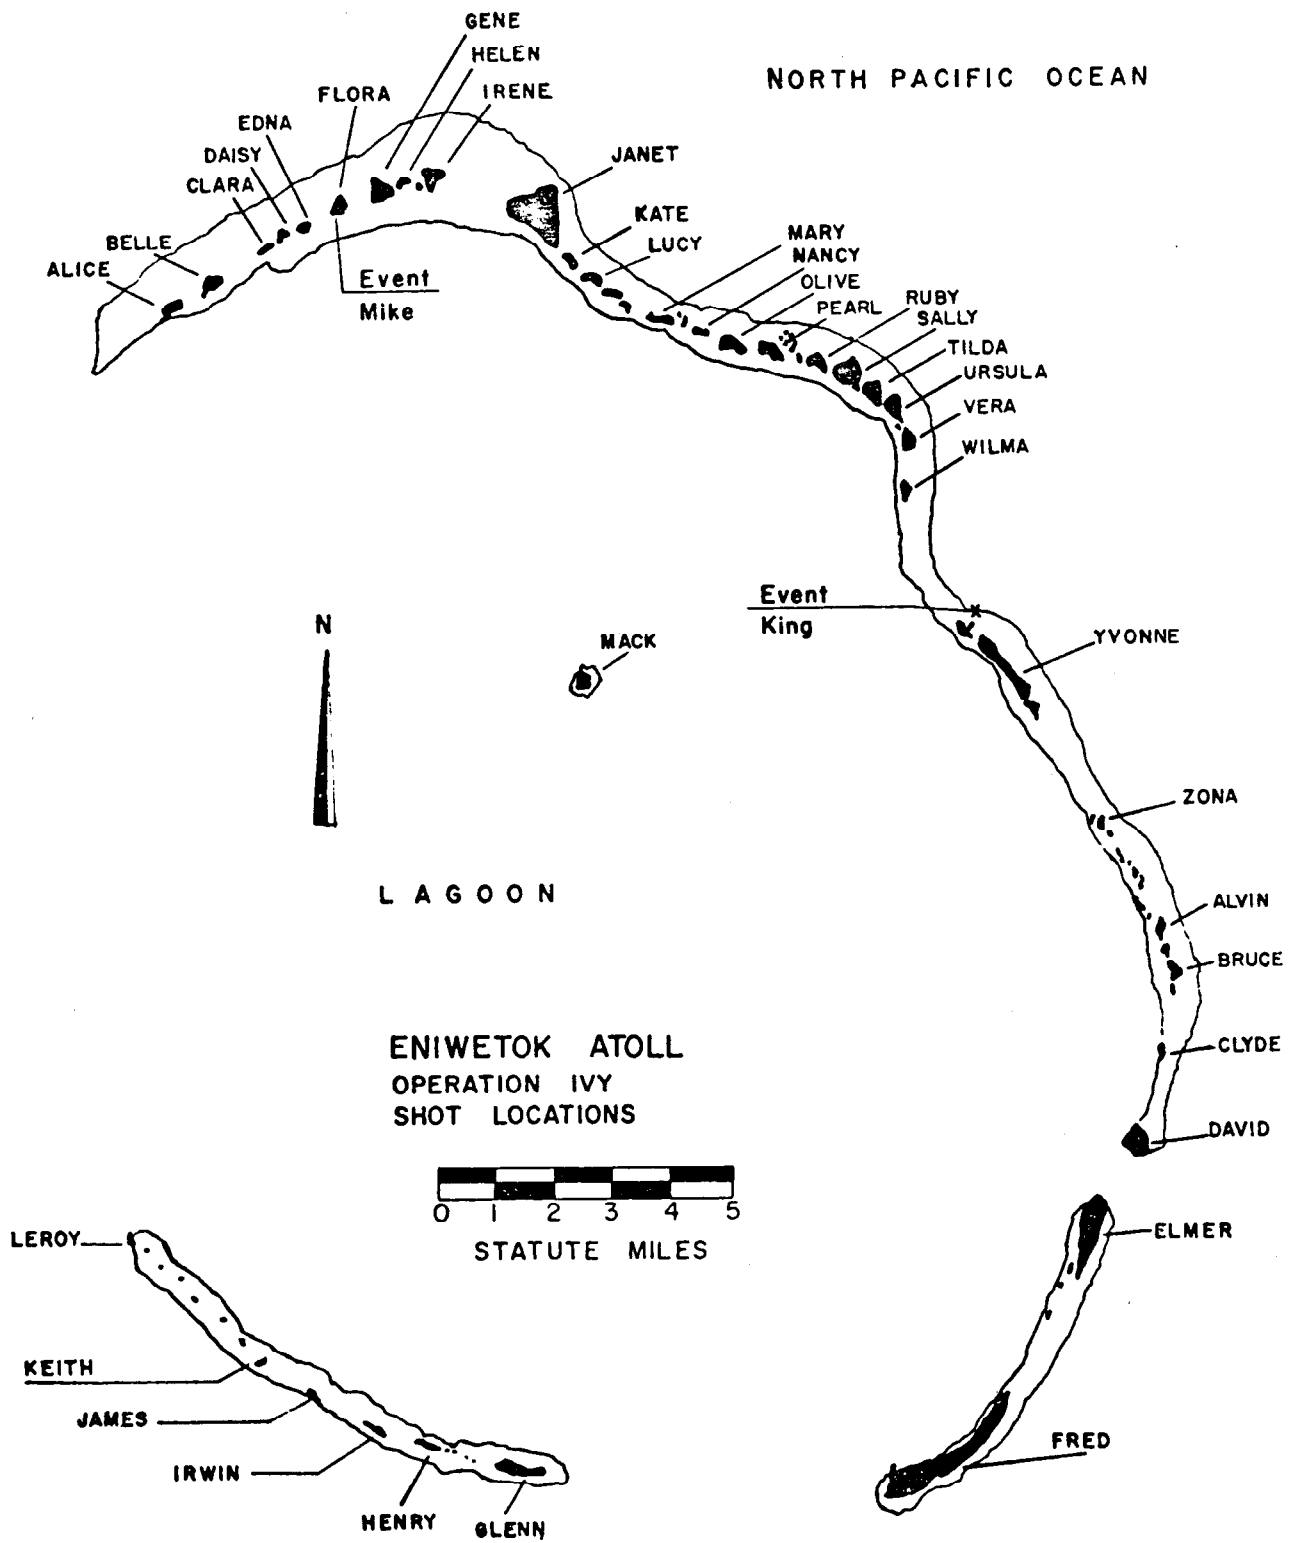 GENE
HELEN
NORTH PACIFIC OCEAN
FLORA
IRENE
EDNA
DAISY
JANET
CLARA
KATE
MARY
BELLE
LUCY
NANCY
ALICE
Event
Mike
OLIVE
PEARL
RUBY
SALLY
TILDA
URSULA
VERA
WILMA
Event
King
N
MACK
YVONNE
ZONA
LAGOON
ALVIN
BRUCE
ENIWETOK ATOLL
OPERATION IVY
SHOT LOCATIONS
CLYDE
DAVID
0 1 2 3 4 5
STATUTE MILES
LEROY
ELMER
KEITH
JAMES
FRED
IRWIN
HENRY
GLENN